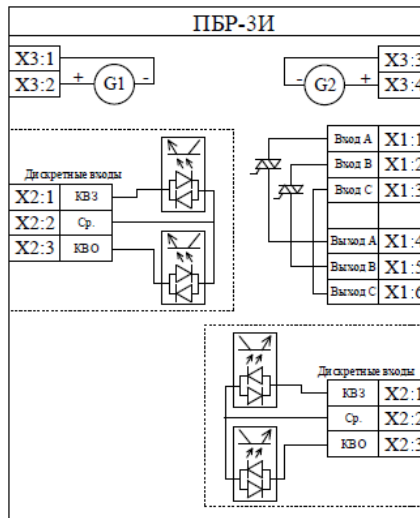 ПБР-3И
X3:1
X3:2
+ G1 -
- G2 +
X3:3
X3:4
Вход A X1:1
Вход B X1:2
Вход C X1:3
Выход A X1:4
Выход B X1:5
Выход C X1:6
Дискретные входы
X2:1 КВЗ
X2:2 Ср.
X2:3 КВО
Дискретные входы
КВЗ X2:1
Ср. X2:2
КВО X2:3